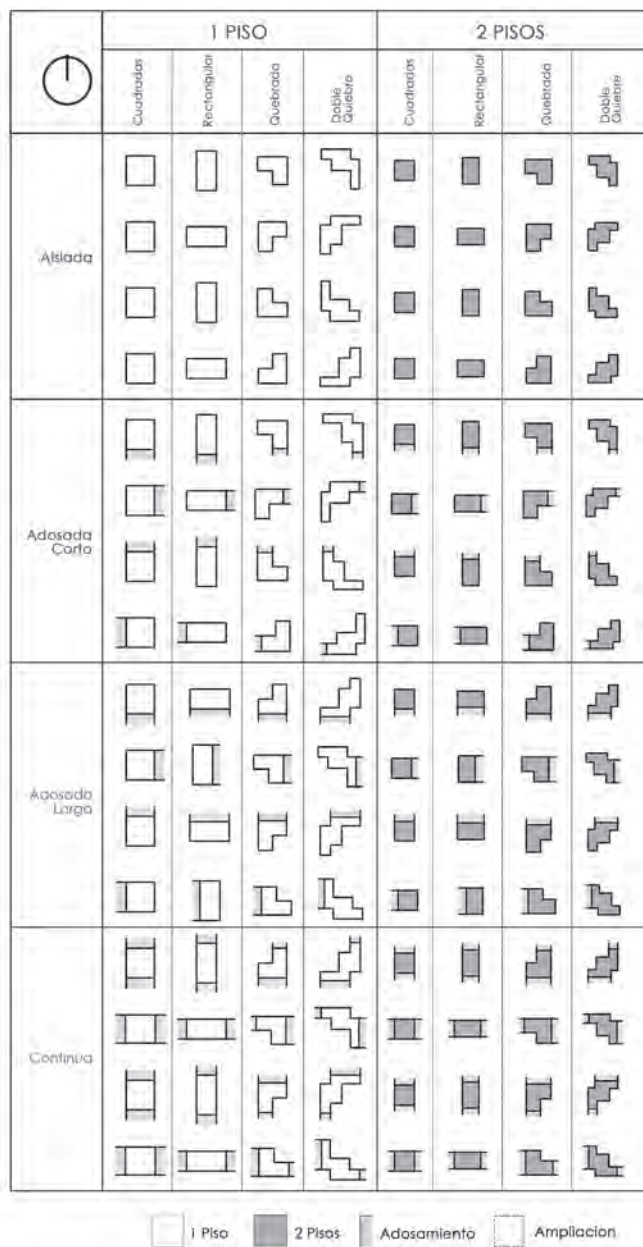 1 PISO
2 PISOS
Cuadradas
Rectangular
Quebrada
Doble
Quiebre
Cuadradas
Rectangular
Quebrada
Doble
Quiebre
Aislada
Adosada
Corto
Adosada
Largo
Continua
1 Piso
2 Pisos
Adosamiento
Ampliacion